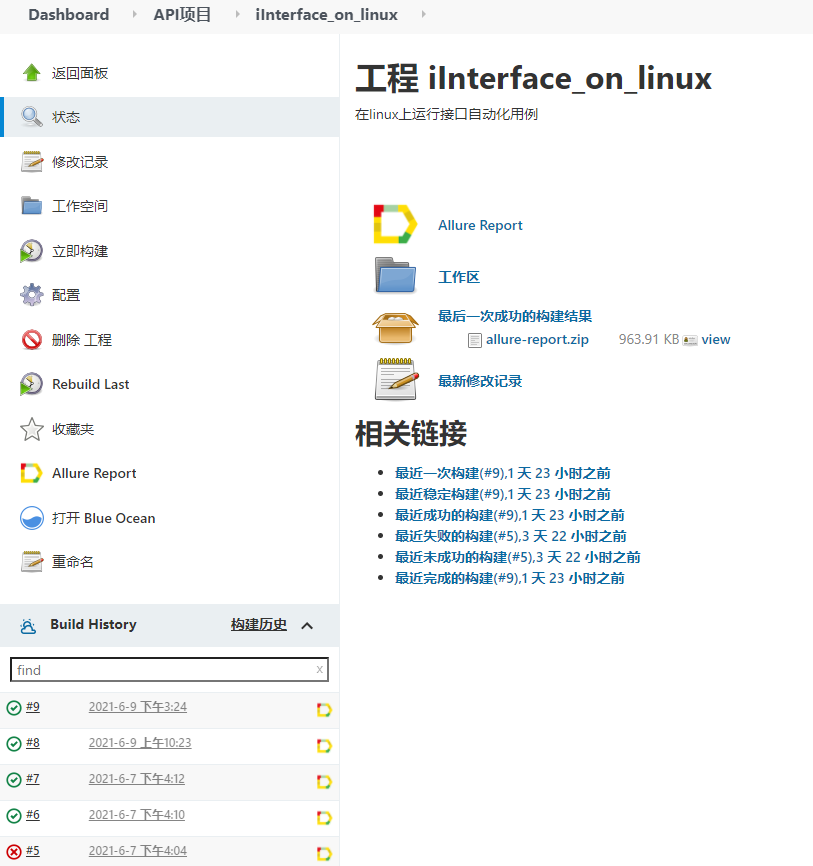 Dashboard API项目 iInterface_on_linux
返回面板
状态
修改记录
工作空间
立即构建
配置
删除 工程
Rebuild Last
收藏夹
Allure Report
打开 Blue Ocean
重命名
Build History 构建历史
find x
#9 2021-6-9 下午3:24
#8 2021-6-9 上午10:23
#7 2021-6-7 下午4:12
#6 2021-6-7 下午4:10
#5 2021-6-7 下午4:04
工程 iInterface_on_linux
在linux上运行接口自动化用例
Allure Report
工作区
最后一次成功的构建结果
allure-report.zip 963.91 KB view
最新修改记录
相关链接
最近一次构建(#9),1 天 23 小时之前
最近稳定构建(#9),1 天 23 小时之前
最近成功的构建(#9),1 天 23 小时之前
最近失败的构建(#5),3 天 22 小时之前
最近未成功的构建(#5),3 天 22 小时之前
最近完成的构建(#9),1 天 23 小时之前